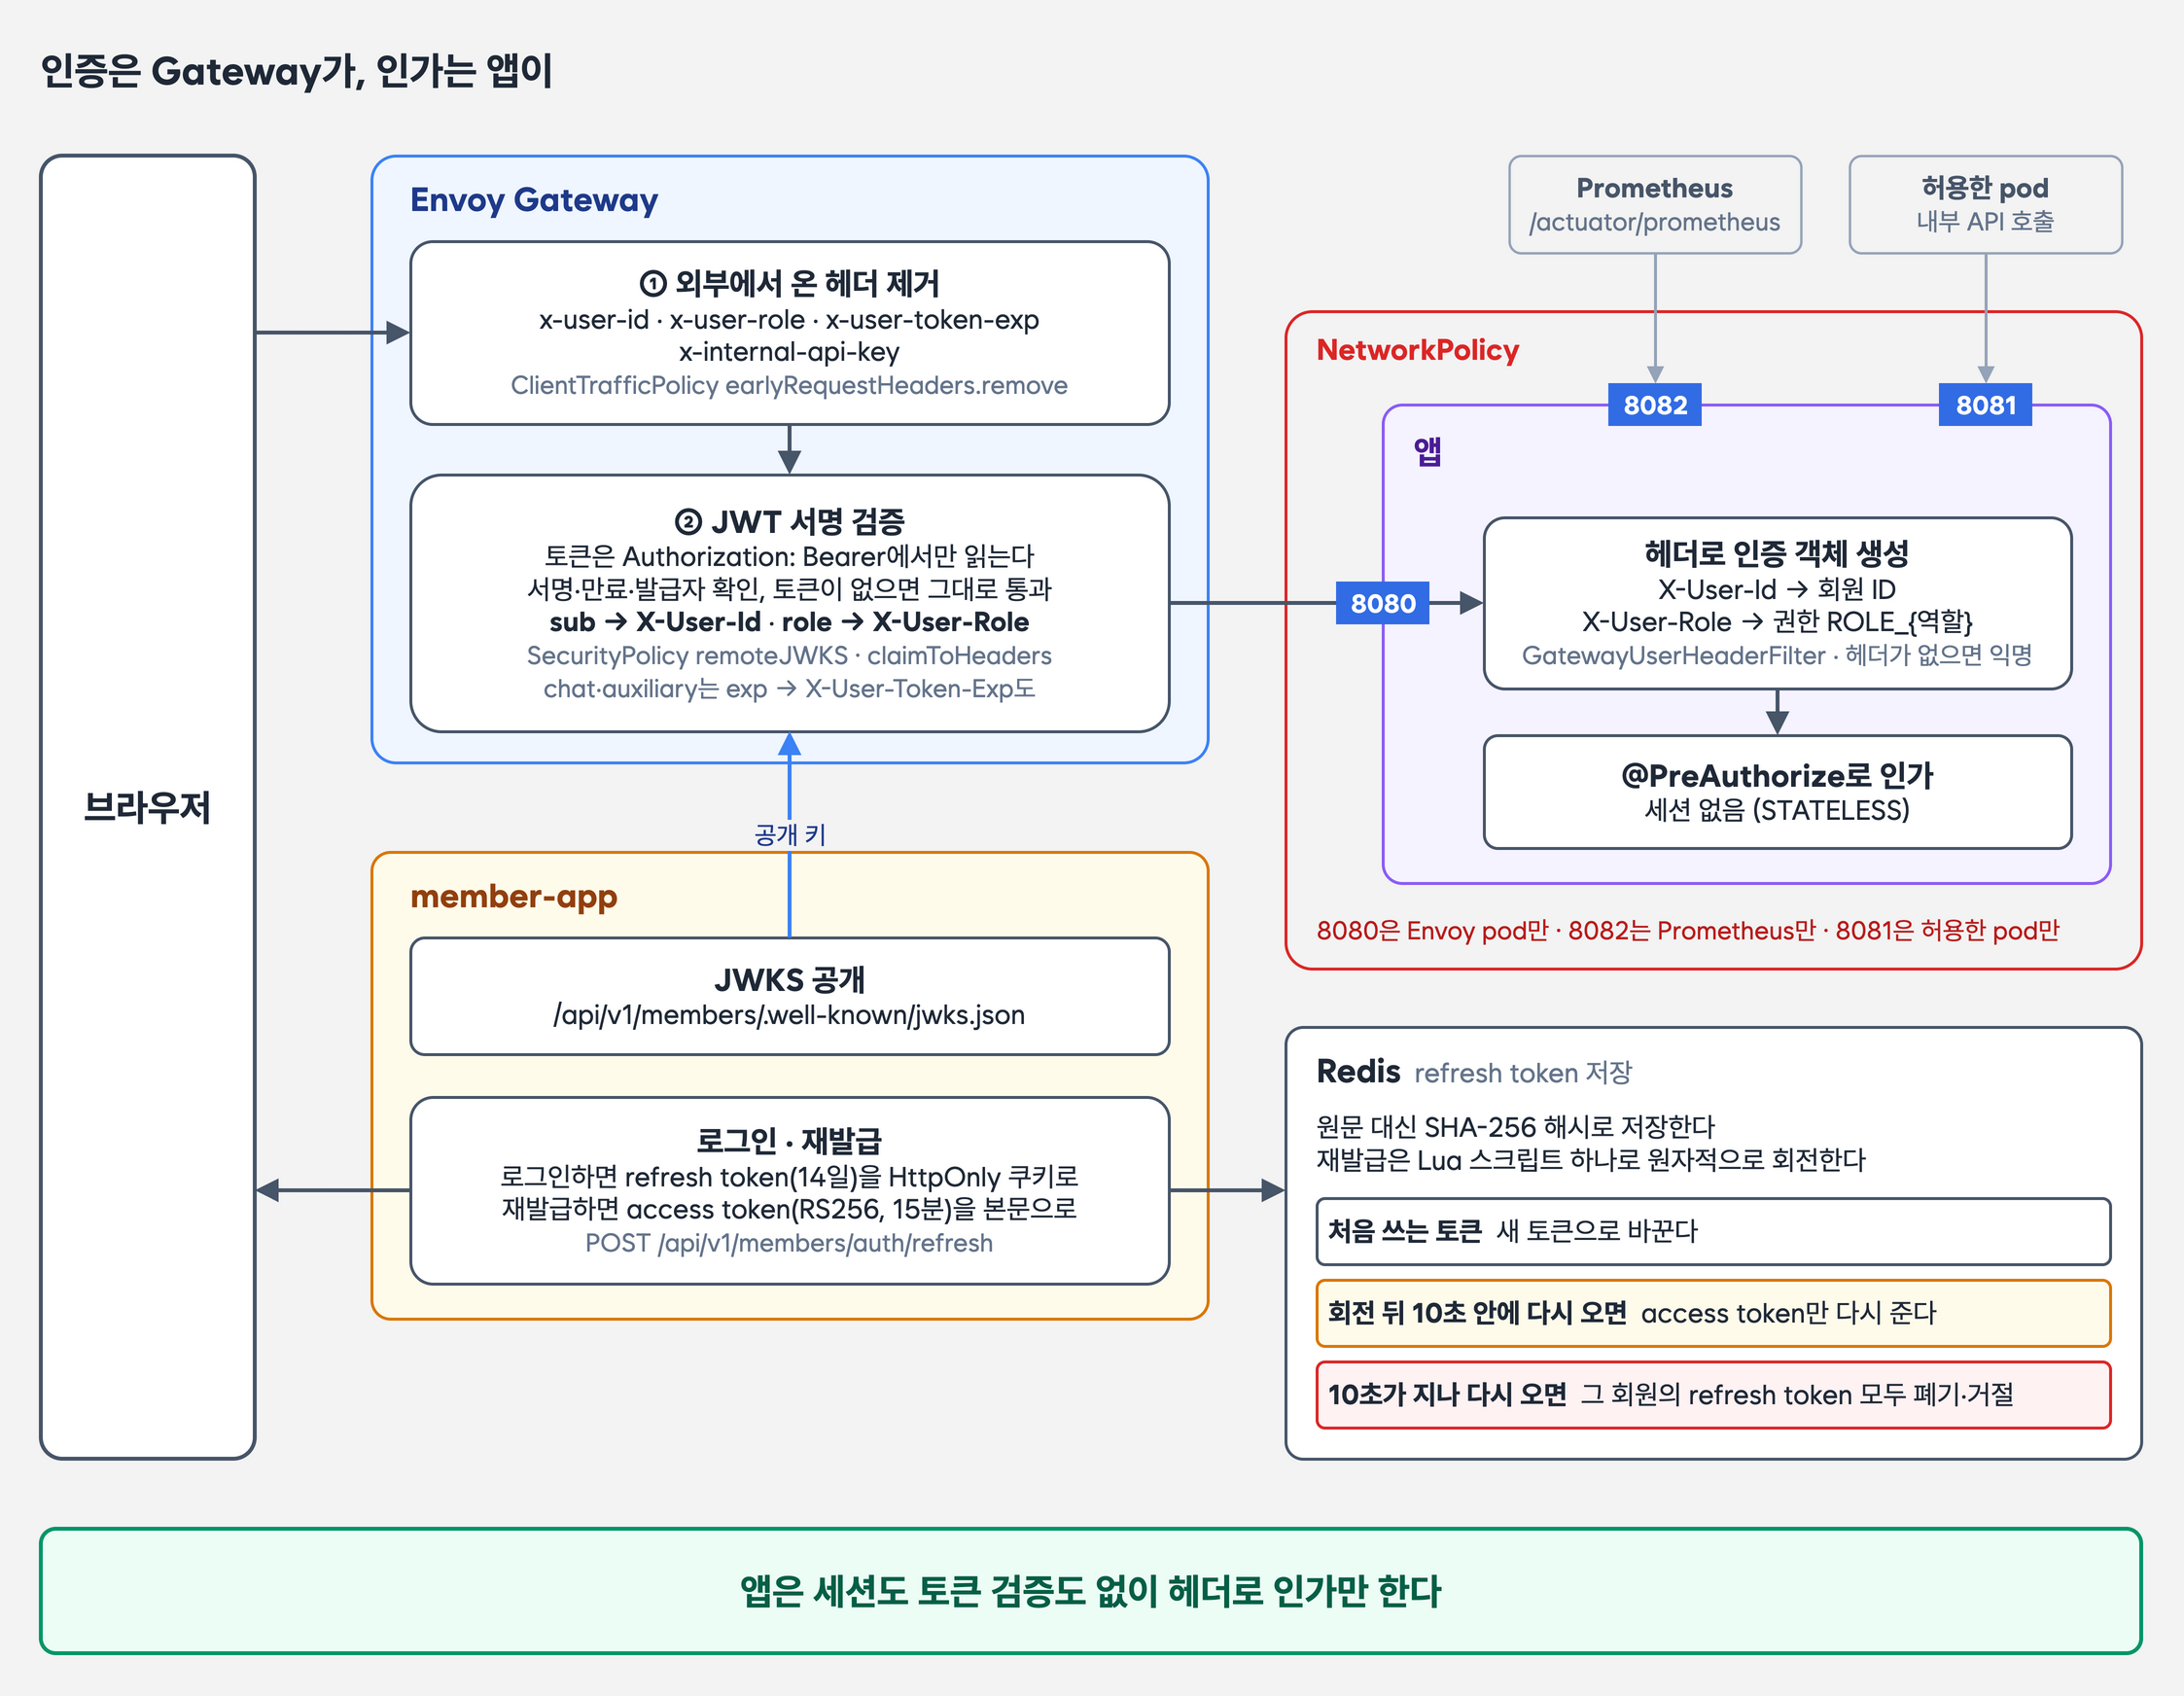 인증은 Gateway가, 인가는 앱이
브라우저
Envoy Gateway
① 외부에서 온 헤더 제거
x-user-id · x-user-role · x-user-token-exp
x-internal-api-key
ClientTrafficPolicy earlyRequestHeaders.remove
② JWT 서명 검증
토큰은 Authorization: Bearer에서만 읽는다
서명·만료·발급자 확인, 토큰이 없으면 그대로 통과
sub → X-User-Id · role → X-User-Role
SecurityPolicy remoteJWKS · claimToHeaders
chat·auxiliary는 exp → X-User-Token-Exp도
공개 키
member-app
JWKS 공개
/api/v1/members/.well-known/jwks.json
로그인 · 재발급
로그인하면 refresh token(14일)을 HttpOnly 쿠키로
재발급하면 access token(RS256, 15분)을 본문으로
POST /api/v1/members/auth/refresh
Prometheus
/actuator/prometheus
허용한 pod
내부 API 호출
NetworkPolicy
8082
8081
앱
8080
헤더로 인증 객체 생성
X-User-Id → 회원 ID
X-User-Role → 권한 ROLE_{역할}
GatewayUserHeaderFilter · 헤더가 없으면 익명
@PreAuthorize로 인가
세션 없음 (STATELESS)
8080은 Envoy pod만 · 8082는 Prometheus만 · 8081은 허용한 pod만
Redis refresh token 저장
원문 대신 SHA-256 해시로 저장한다
재발급은 Lua 스크립트 하나로 원자적으로 회전한다
처음 쓰는 토큰 새 토큰으로 바꾼다
회전 뒤 10초 안에 다시 오면 access token만 다시 준다
10초가 지나 다시 오면 그 회원의 refresh token 모두 폐기·거절
앱은 세션도 토큰 검증도 없이 헤더로 인가만 한다